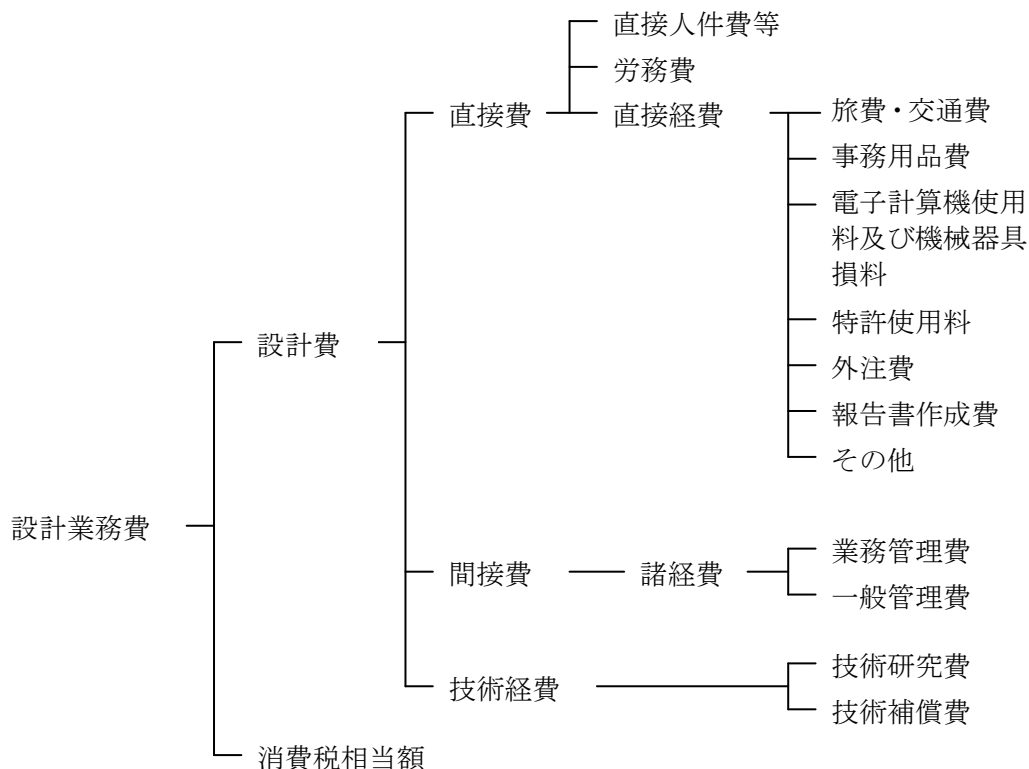 直接人件費等
労務費
直接費
直接経費
旅費・交通費
事務用品費
電子計算機使用
料及び機械器具
損料
特許使用料
設計費
外注費
報告書作成費
その他
設計業務費
業務管理費
間接費
諸経費
一般管理費
技術研究費
技術経費
技術補償費
消費税相当額